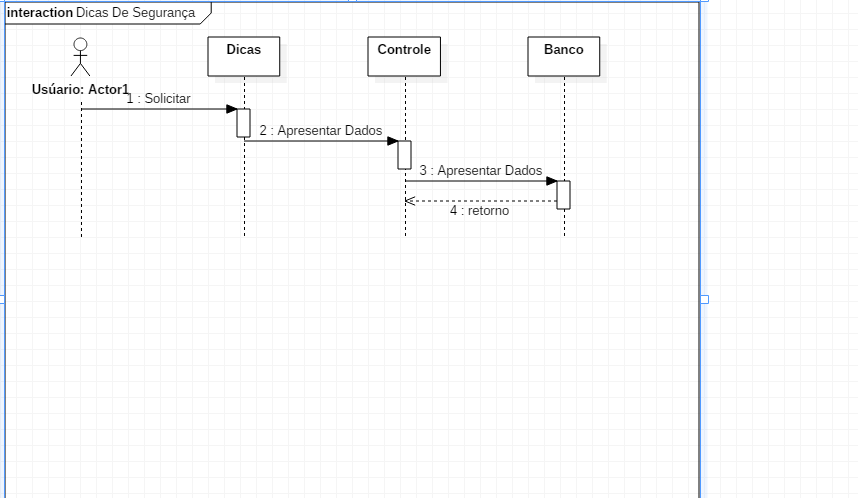 interaction Dicas De Segurança
Dicas
Controle
Banco
Usúario: Actor1
1 : Solicitar
2 : Apresentar Dados
3 : Apresentar Dados
4 : retorno